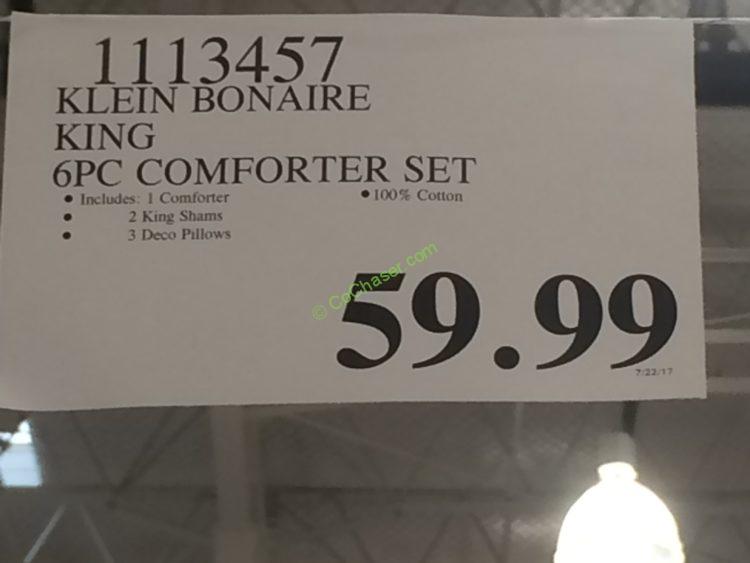 1113457
KLEIN BONAIRE
KING
6PC COMFORTER SET
• Includes: 1 Comforter • 100% Cotton
• 2 King Shams
• 3 Deco Pillows
© CoChaser.com
59.99
7/22/17